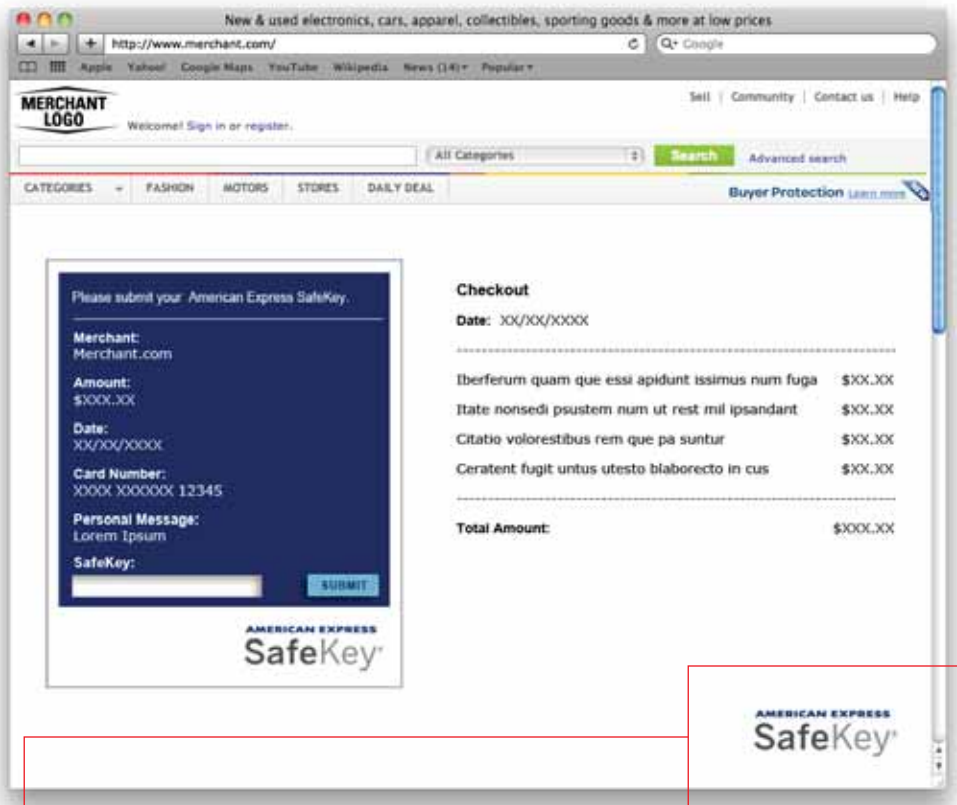 New & used electronics, cars, apparel, collectibles, sporting goods & more at low prices
http://www.merchant.com/
Google
Apple Yahoo! Google Maps YouTube Wikipedia News (14) Popular
MERCHANT
LOGO
Sell | Community | Contact us | Help
Welcome! Sign in or register.
All Categories
Search
Advanced search
CATEGORIES FASHION MOTORS STORES DAILY DEAL
Buyer Protection Learn more
Please submit your American Express SafeKey.
Merchant:
Merchant.com
Amount:
$XXX.XX
Date:
XX/XX/XXXX
Card Number:
XXXX XXXXXX 12345
Personal Message:
Lorem Ipsum
SafeKey:
SUBMIT
AMERICAN EXPRESS
SafeKey®
Checkout
Date: XX/XX/XXXX
Iberferum quam que essi apidunt issimus num fuga $XX.XX
Itate nonsedi psustem num ut rest mil ipsandant $XX.XX
Citatio volorestibus rem que pa suntur $XX.XX
Ceratent fugit untus utesto blaborecto in cus $XX.XX
Total Amount: $XXX.XX
AMERICAN EXPRESS
SafeKey®